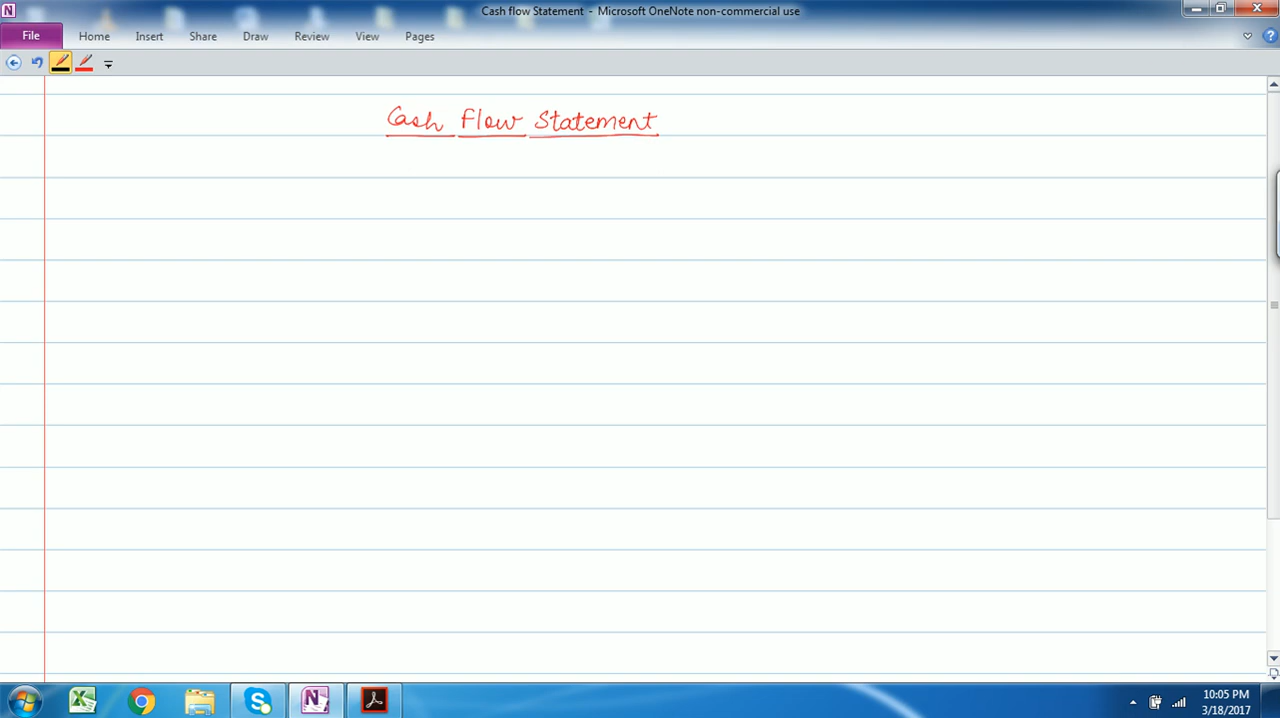 Cash flow Statement - Microsoft OneNote non-commercial use
File Home Insert Share Draw Review View Pages
Cash Flow Statement
10:05 PM
3/18/2017